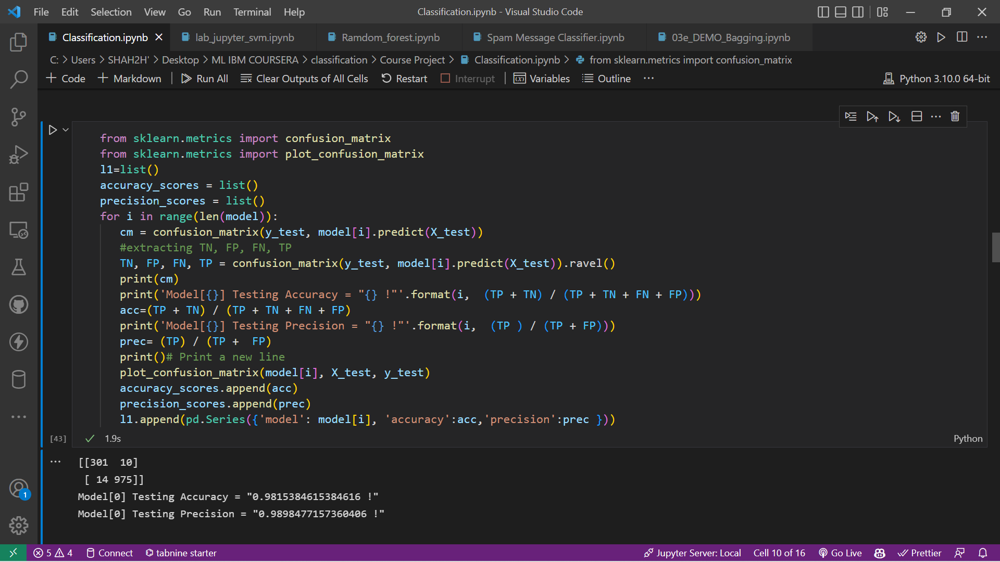 File Edit Selection View Go Run Terminal Help Classification.ipynb - Visual Studio Code
Classification.ipynb lab_jupyter_svm.ipynb Ramdom_forest.ipynb Spam Message Classifier.ipynb 03e_DEMO_Bagging.ipynb
C: > Users > SHAH2H' > Desktop > ML IBM COURSERA > classification > Course Project > Classification.ipynb > from sklearn.metrics import confusion_matrix
+ Code + Markdown Run All Clear Outputs of All Cells Restart Interrupt Variables Outline ... Python 3.10.0 64-bit
from sklearn.metrics import confusion_matrix
from sklearn.metrics import plot_confusion_matrix
l1=list()
accuracy_scores = list()
precision_scores = list()
for i in range(len(model)):
   cm = confusion_matrix(y_test, model[i].predict(X_test))
   #extracting TN, FP, FN, TP
   TN, FP, FN, TP = confusion_matrix(y_test, model[i].predict(X_test)).ravel()
   print(cm)
   print('Model[{}] Testing Accuracy = "{} !"'.format(i,  (TP + TN) / (TP + TN + FN + FP)))
   acc=(TP + TN) / (TP + TN + FN + FP)
   print('Model[{}] Testing Precision = "{} !"'.format(i,  (TP ) / (TP + FP)))
   prec= (TP) / (TP +  FP)
   print()# Print a new line
   plot_confusion_matrix(model[i], X_test, y_test)
   accuracy_scores.append(acc)
   precision_scores.append(prec)
   l1.append(pd.Series({'model': model[i], 'accuracy':acc,'precision':prec }))
[43] 1.9s Python
[[301  10]
 [ 14 975]]
Model[0] Testing Accuracy = "0.9815384615384616 !"
Model[0] Testing Precision = "0.9898477157360406 !"
1
5 4 Connect tabnine starter Jupyter Server: Local Cell 10 of 16 Go Live Prettier